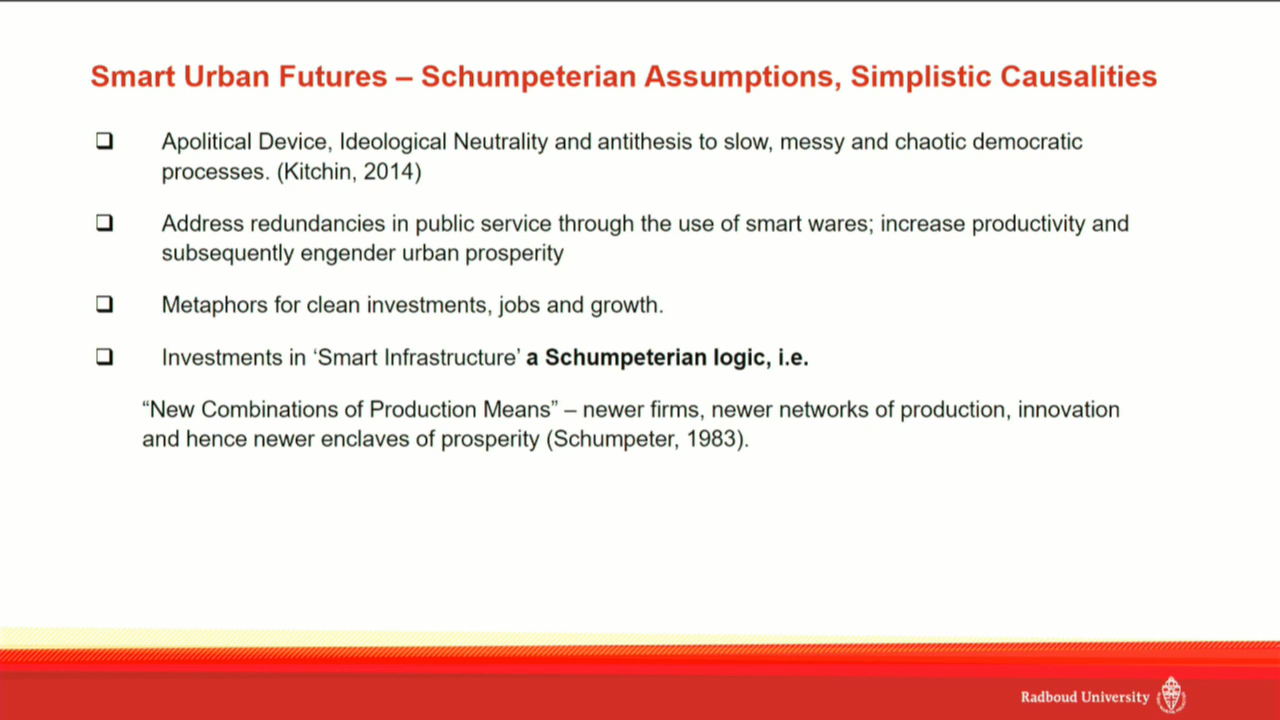 Smart Urban Futures – Schumpeterian Assumptions, Simplistic Causalities
Apolitical Device, Ideological Neutrality and antithesis to slow, messy and chaotic democratic
processes. (Kitchin, 2014)
Address redundancies in public service through the use of smart wares; increase productivity and
subsequently engender urban prosperity
Metaphors for clean investments, jobs and growth.
Investments in ‘Smart Infrastructure’ a Schumpeterian logic, i.e.
“New Combinations of Production Means” – newer firms, newer networks of production, innovation
and hence newer enclaves of prosperity (Schumpeter, 1983).
Radboud University